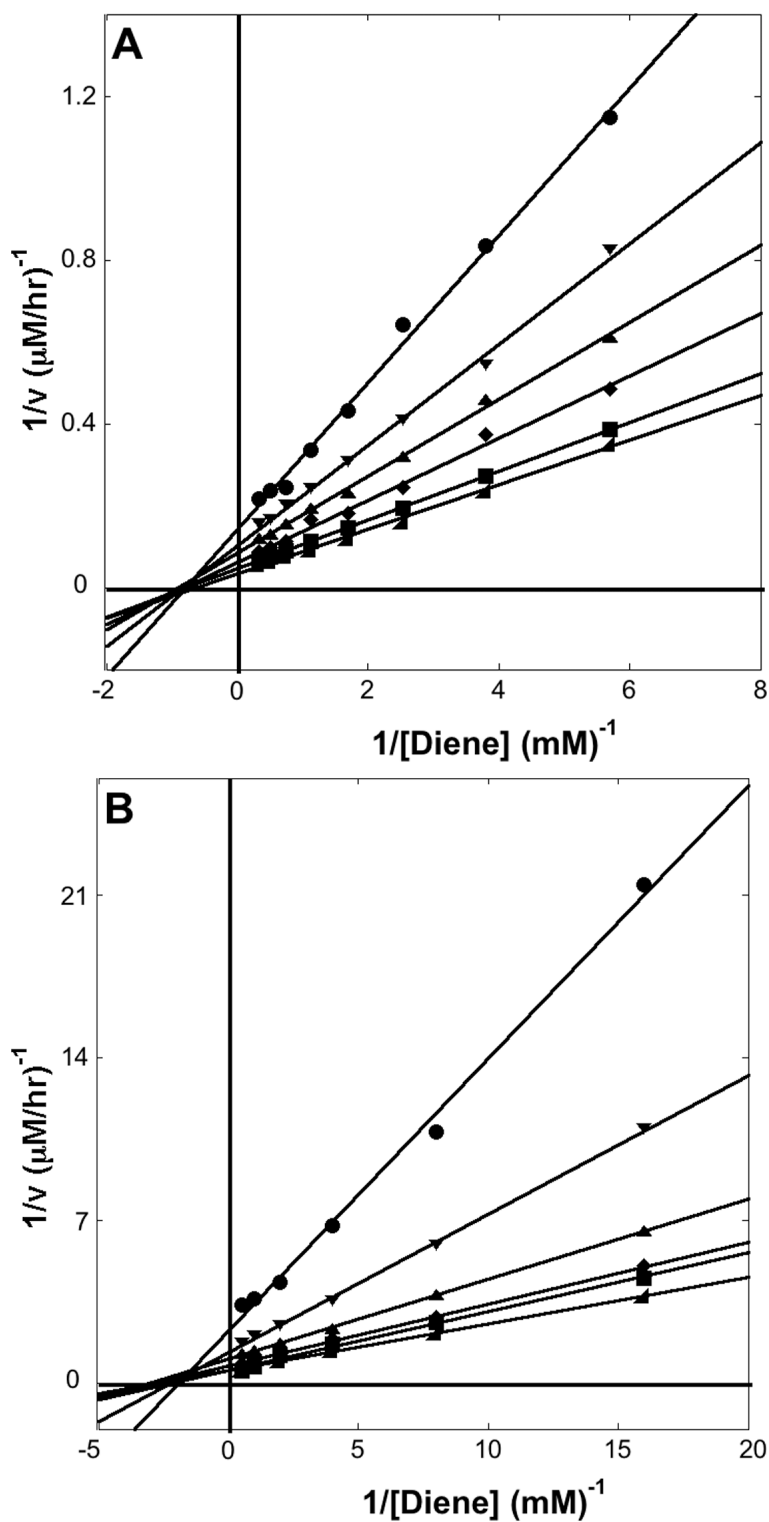 A
1.2
0.8
0.4
0
1/v (μM/hr)⁻¹
-2 0 2 4 6 8
1/[Diene] (mM)⁻¹
B
21
14
7
0
1/v (μM/hr)⁻¹
-5 0 5 10 15 20
1/[Diene] (mM)⁻¹